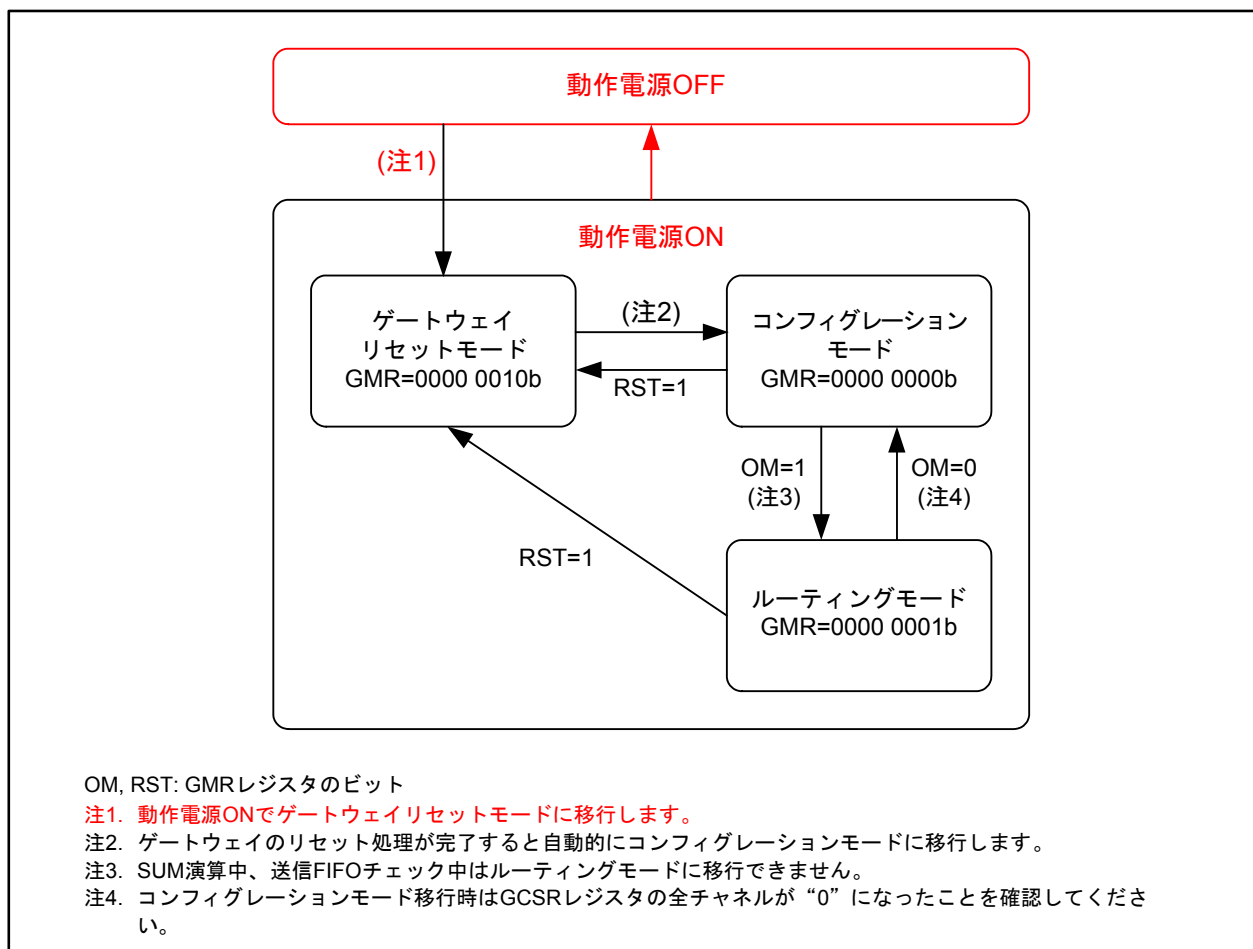 動作電源OFF
(注1)
動作電源ON
ゲートウェイ
リセットモード
GMR=0000 0010b
(注2)
RST=1
コンフィグレーション
モード
GMR=0000 0000b
OM=1
(注3)
OM=0
(注4)
RST=1
ルーティングモード
GMR=0000 0001b
OM, RST: GMRレジスタのビット
注1. 動作電源ONでゲートウェイリセットモードに移行します。
注2. ゲートウェイのリセット処理が完了すると自動的にコンフィグレーションモードに移行します。
注3. SUM演算中、送信FIFOチェック中はルーティングモードに移行できません。
注4. コンフィグレーションモード移行時はGCSRレジスタの全チャネルが“0”になったことを確認してくださ
い。